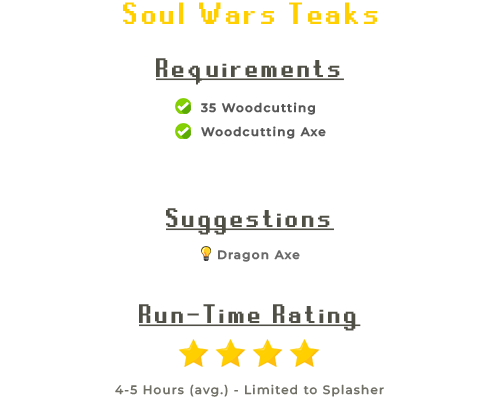 Soul Wars Teaks
Requirements
35 Woodcutting
Woodcutting Axe
Suggestions
Dragon Axe
Run-Time Rating
4-5 Hours (avg.) - Limited to Splasher